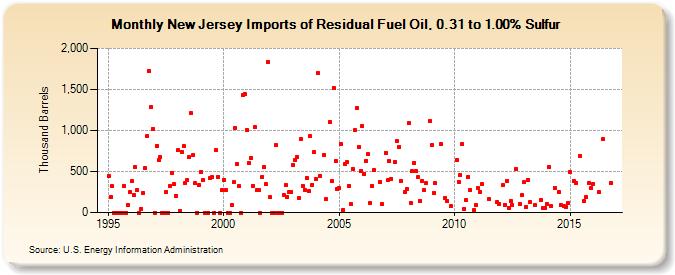 Monthly New Jersey Imports of Residual Fuel Oil, 0.31 to 1.00% Sulfur
Thousand Barrels
2,000
1,500
1,000
500
0
1995 2000 2005 2010 2015
Source: U.S. Energy Information Administration